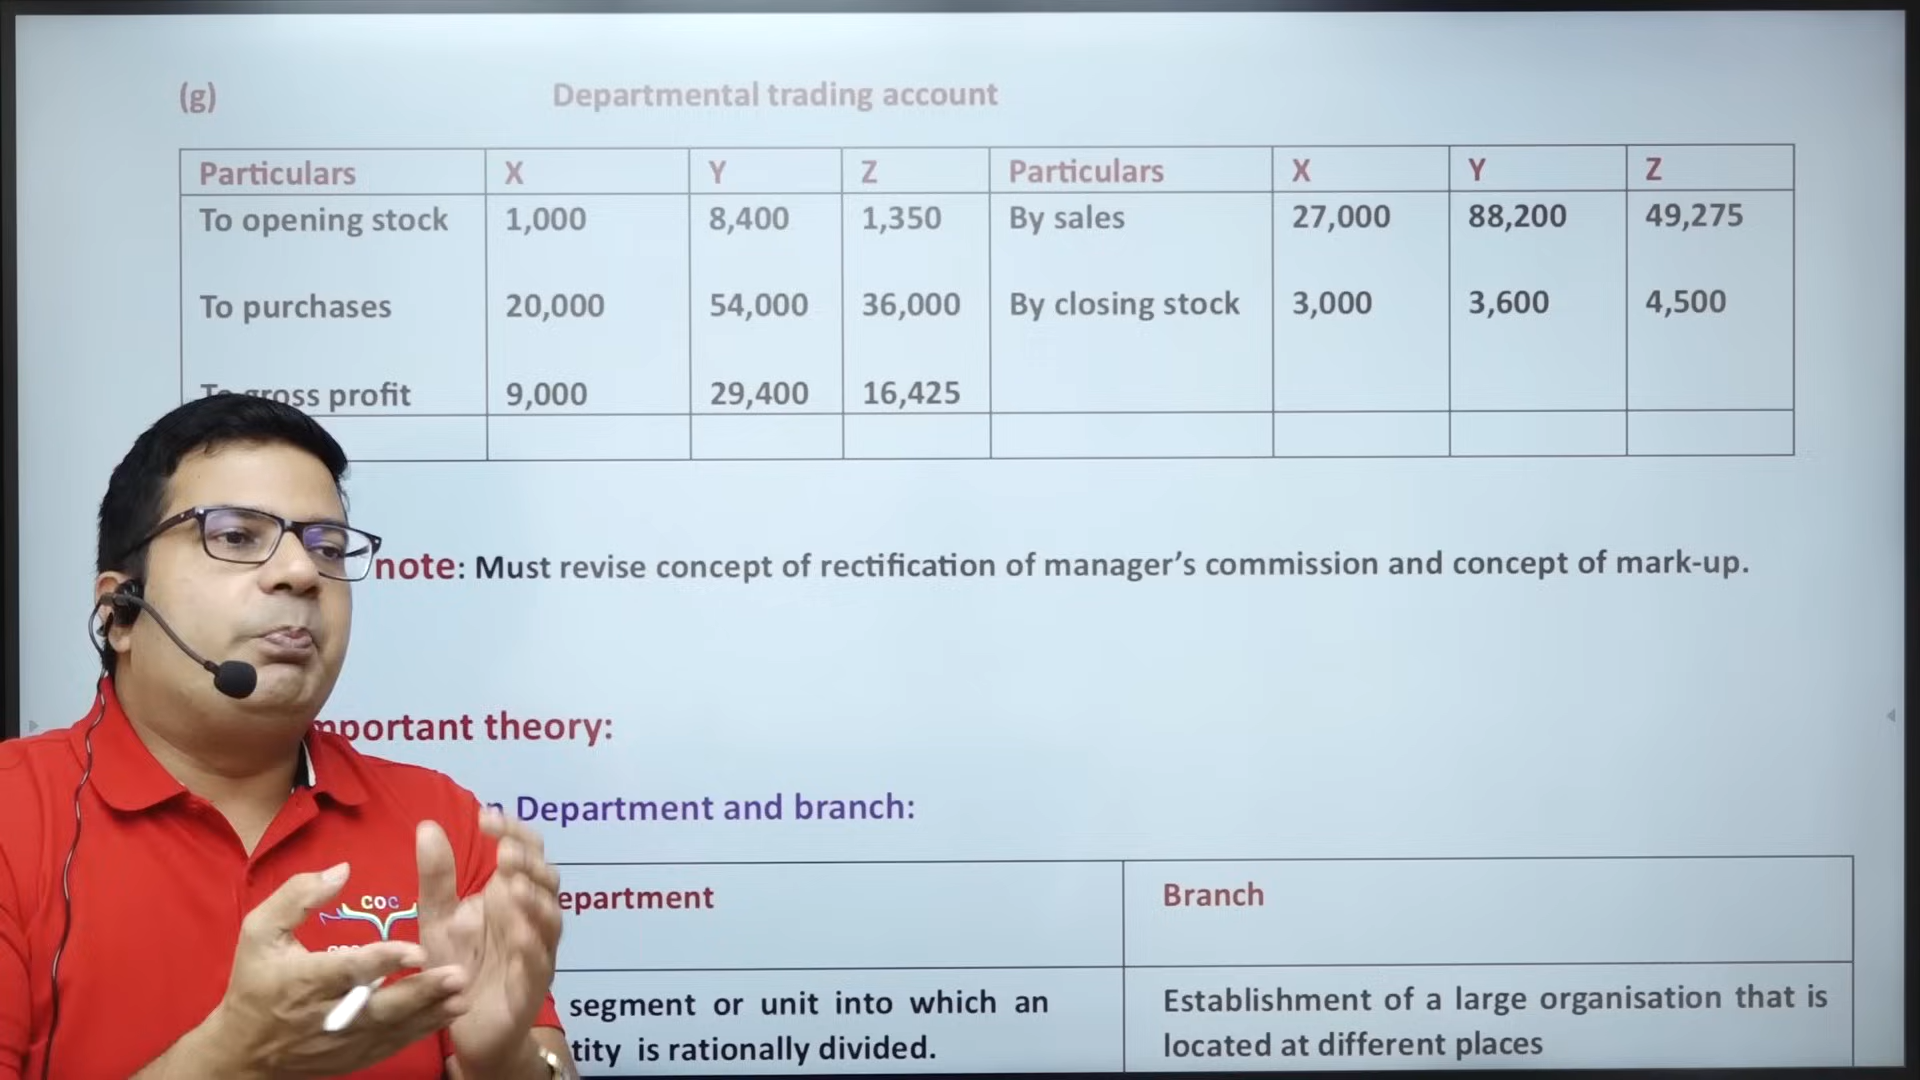 (g) Departmental trading account
Particulars X Y Z Particulars X Y Z
To opening stock 1,000 8,400 1,350 By sales 27,000 88,200 49,275
To purchases 20,000 54,000 36,000 By closing stock 3,000 3,600 4,500
To gross profit 9,000 29,400 16,425
note: Must revise concept of rectification of manager’s commission and concept of mark-up.
mportant theory:
n Department and branch:
epartment Branch
segment or unit into which an Establishment of a large organisation that is
tity is rationally divided. located at different places
COC